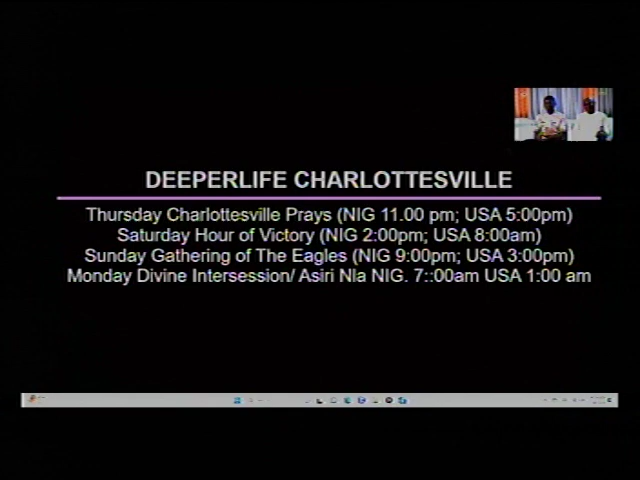 DEEPERLIFE CHARLOTTESVILLE
Thursday Charlottesville Prays (NIG 11.00 pm; USA 5:00pm)
Saturday Hour of Victory (NIG 2:00pm; USA 8:00am)
Sunday Gathering of The Eagles (NIG 9:00pm; USA 3:00pm)
Monday Divine Intersession/ Asiri Nla NIG. 7::00am USA 1:00 am